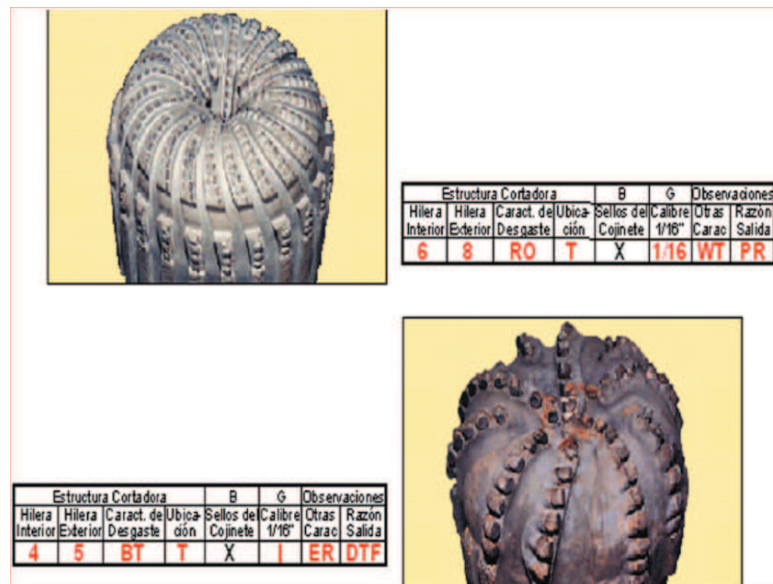 Estructura Cortadora B G Observaciones
Hilera Interior Hilera Exterior Caract. de Desgaste Ubica-ción Sellos del Cojinete Calibre 1/16" Otras Carac Razón Salida
6 8 RO T X 1/16 WT PR
Estructura Cortadora B G Observaciones
Hilera Interior Hilera Exterior Caract. de Desgaste Ubica-ción Sellos del Cojinete Calibre 1/16" Otras Carac Razón Salida
4 5 BT T X I ER DTF